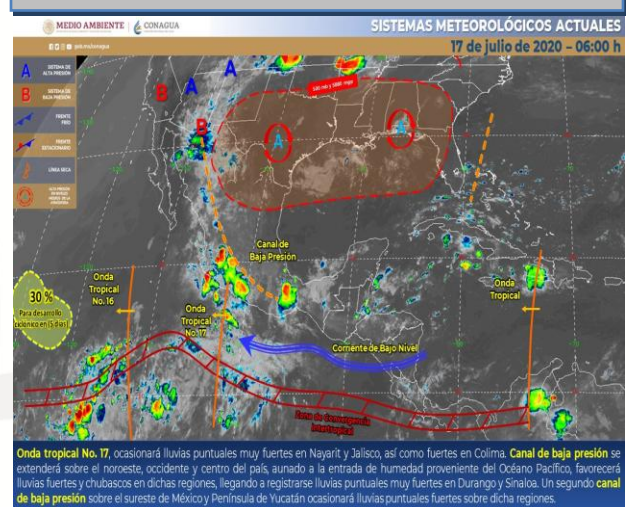 MEDIO AMBIENTE
CONAGUA
SISTEMAS METEOROLÓGICOS ACTUALES
gob.mx/conagua
17 de julio de 2020 – 06:00 h
A SISTEMA DE ALTA PRESIÓN
B SISTEMA DE BAJA PRESIÓN
FRENTE FRÍO
FRENTE ESTACIONARIO
LÍNEA SECA
A
A
B
B
A
A
Canal de
Baja Presión
Onda
Tropical
No. 16
Onda
Tropical
No. 17
Onda
Tropical
30 %
Para desarrollo
ciclónico en (5 días)
Corriente de Bajo Nivel
Zona de Convergencia
Intertropical
Onda tropical No. 17, ocasionará lluvias puntuales muy fuertes en Nayarit y Jalisco, así como fuertes en Colima. Canal de baja presión se
extenderá sobre el noroeste, occidente y centro del país, aunado a la entrada de humedad proveniente del Océano Pacífico, favorecerá
lluvias fuertes y chubascos en dichas regiones, llegando a registrarse lluvias puntuales muy fuertes en Durango y Sinaloa. Un segundo canal
de baja presión sobre el sureste de México y Península de Yucatán ocasionará lluvias puntuales fuertes sobre dicha regiones.